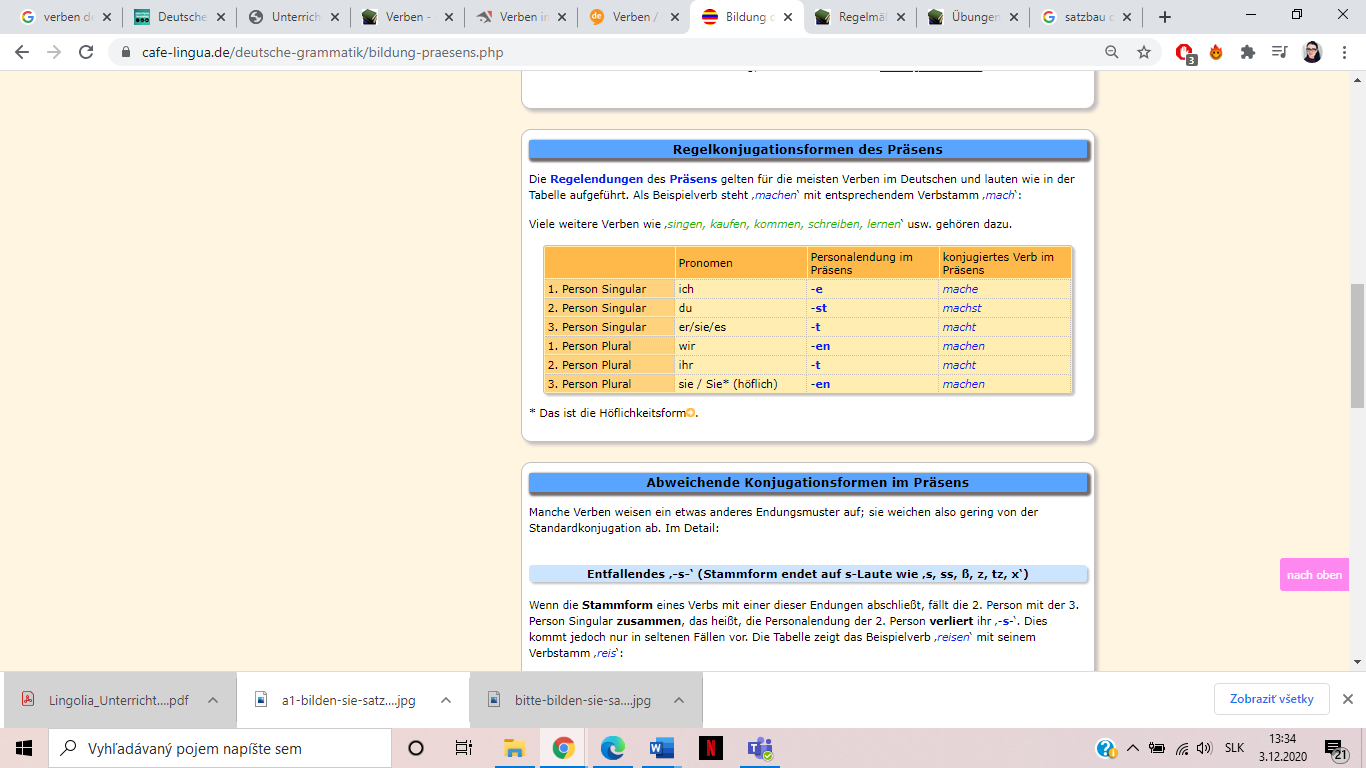 verben de
Deutsche
Unterrich
Verben -
Verben in
Verben /
Bildung d
Regelmäl
Übungen
satzbau d
cafe-lingua.de/deutsche-grammatik/bildung-praesens.php
3
Regelkonjugationsformen des Präsens
Die Regelendungen des Präsens gelten für die meisten Verben im Deutschen und lauten wie in der
Tabelle aufgeführt. Als Beispielverb steht ‚machen‘ mit entsprechendem Verbstamm ‚mach‘:
Viele weitere Verben wie ‚singen, kaufen, kommen, schreiben, lernen‘ usw. gehören dazu.
Pronomen Personalendung im Präsens konjugiertes Verb im Präsens
1. Person Singular ich -e mache
2. Person Singular du -st machst
3. Person Singular er/sie/es -t macht
1. Person Plural wir -en machen
2. Person Plural ihr -t macht
3. Person Plural sie / Sie* (höflich) -en machen
* Das ist die Höflichkeitsform.
Abweichende Konjugationsformen im Präsens
Manche Verben weisen ein etwas anderes Endungsmuster auf; sie weichen also gering von der
Standardkonjugation ab. Im Detail:
Entfallendes ‚-s-‘ (Stammform endet auf s-Laute wie ‚s, ss, ß, z, tz, x‘)
nach oben
Wenn die Stammform eines Verbs mit einer dieser Endungen abschließt, fällt die 2. Person mit der 3.
Person Singular zusammen, das heißt, die Personalendung der 2. Person verliert ihr ‚-s-‘. Dies
kommt jedoch nur in seltenen Fällen vor. Die Tabelle zeigt das Beispielverb ‚reisen‘ mit seinem
Verbstamm ‚reis‘:
Lingolia_Unterricht....pdf
a1-bilden-sie-satz....jpg
bitte-bilden-sie-sa....jpg
Zobraziť všetky
Vyhľadávaný pojem napíšte sem
SLK
13:34
3.12.2020
21